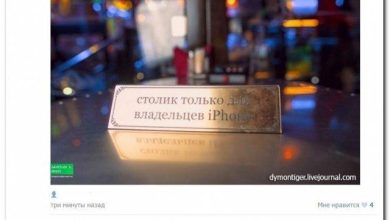 столик только для
владельцев iPhone
dymontiger.livejournal.com
три минуты назад
Мне нравится
4